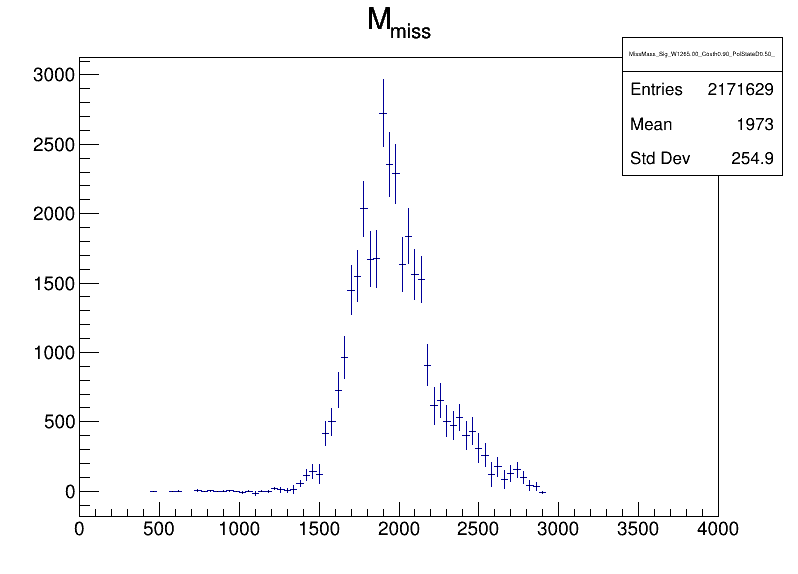 M_miss
MissMass_Sig_W1265.00_Costh0.90_PolStateD0.50_
Entries 2171629
Mean 1973
Std Dev 254.9
3000
2500
2000
1500
1000
500
0
0 500 1000 1500 2000 2500 3000 3500 4000